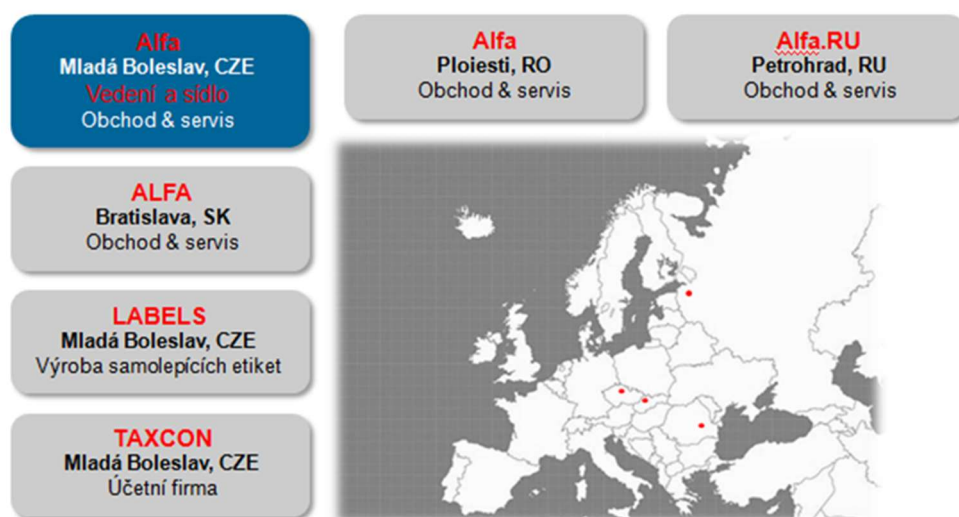 Alfa
Mladá Boleslav, CZE
Vedení a sídlo
Obchod & servis
Alfa
Ploiesti, RO
Obchod & servis
Alfa.RU
Petrohrad, RU
Obchod & servis
ALFA
Bratislava, SK
Obchod & servis
LABELS
Mladá Boleslav, CZE
Výroba samolepících etiket
TAXCON
Mladá Boleslav, CZE
Účetní firma